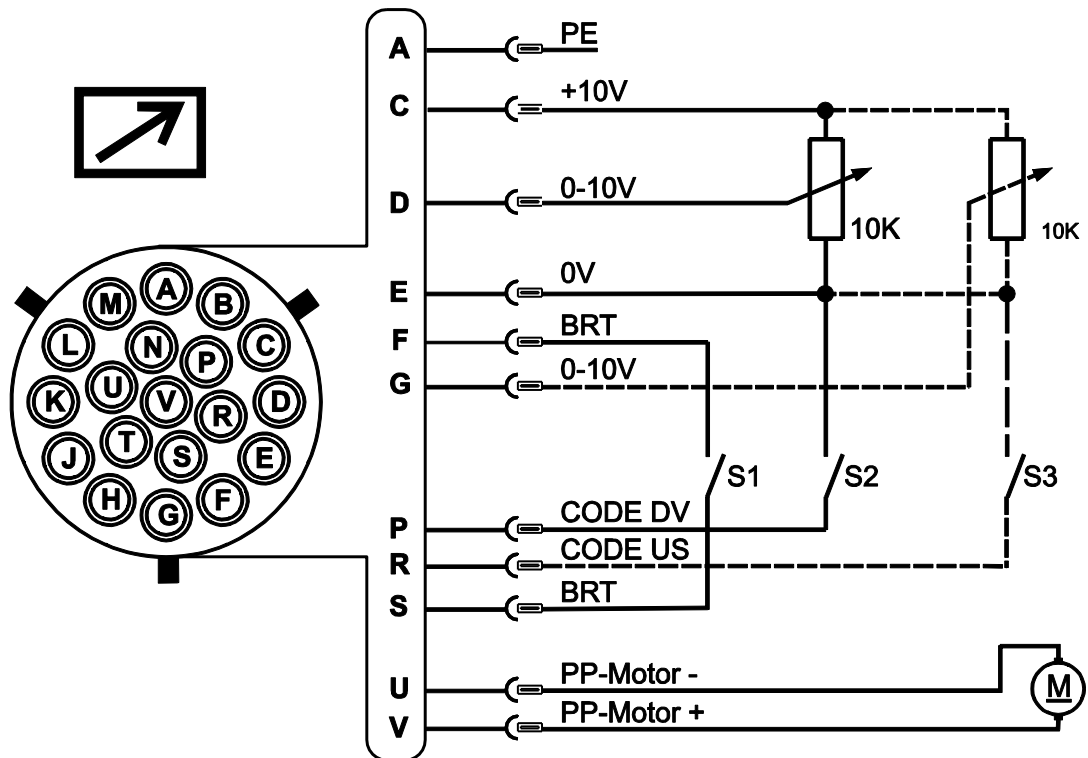 A PE
C +10V
D 0-10V
10K
10K
E 0V
F BRT
G 0-10V
S1
S2
S3
P CODE DV
R CODE US
S BRT
U PP-Motor -
V PP-Motor +
M
A
B
M
L
N
P
C
K
U
V
R
D
J
T
S
E
H
G
F